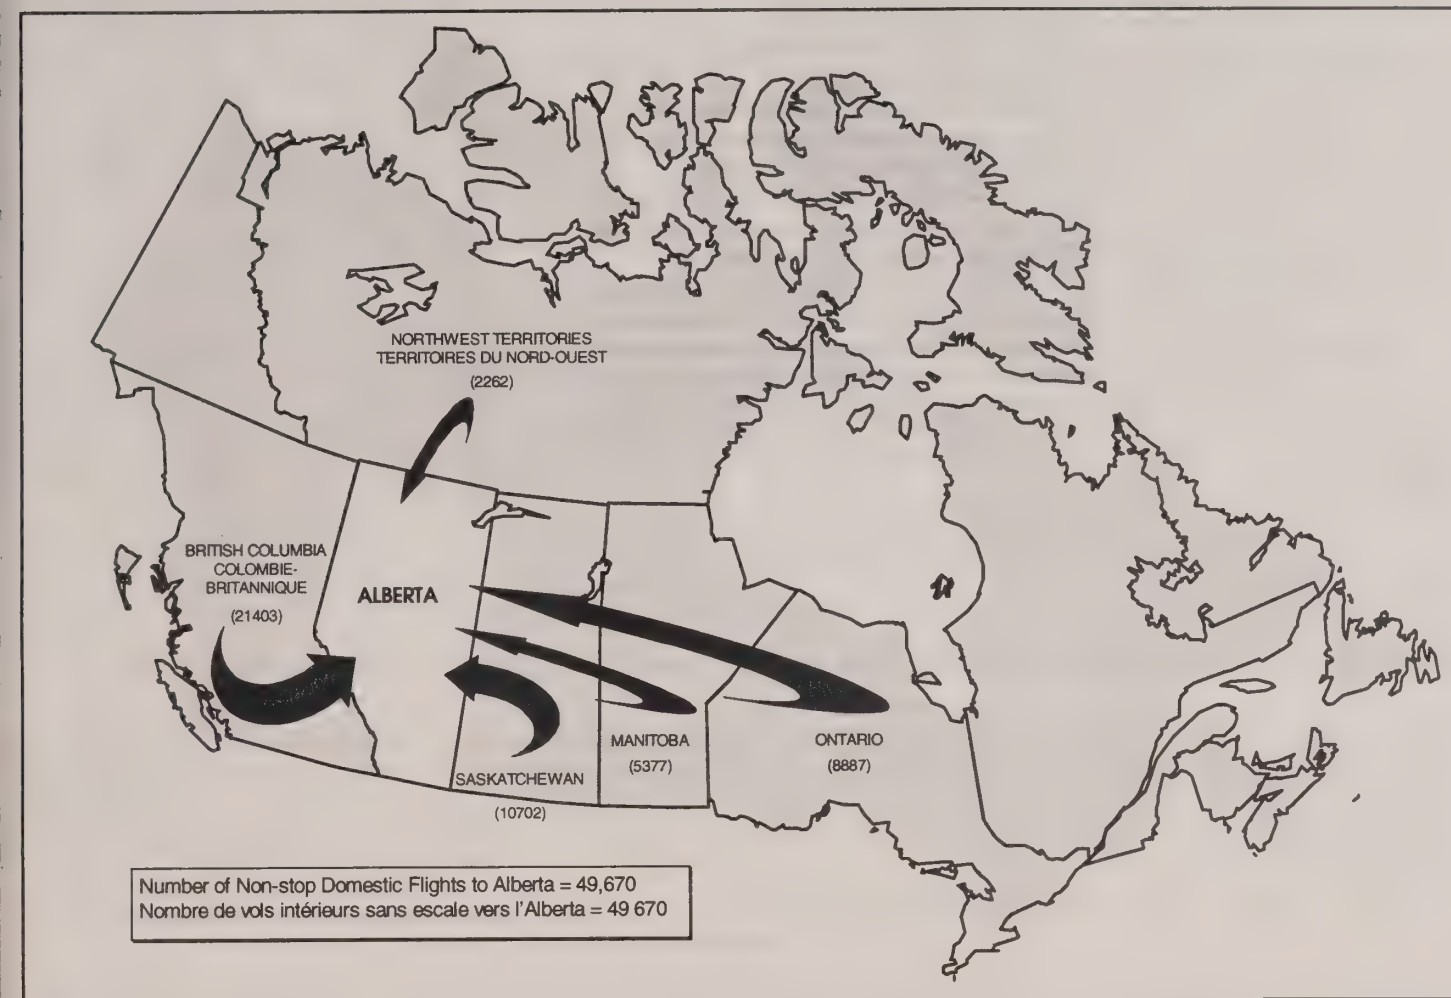 NORTHWEST TERRITORIES
TERRITOIRES DU NORD-OUEST
(2262)
BRITISH COLUMBIA
COLOMBIE-
BRITANNIQUE
(21403)
ALBERTA
MANITOBA
(5377)
ONTARIO
(8887)
SASKATCHEWAN
(10702)
Number of Non-stop Domestic Flights to Alberta = 49,670
Nombre de vols intérieurs sans escale vers l'Alberta = 49 670